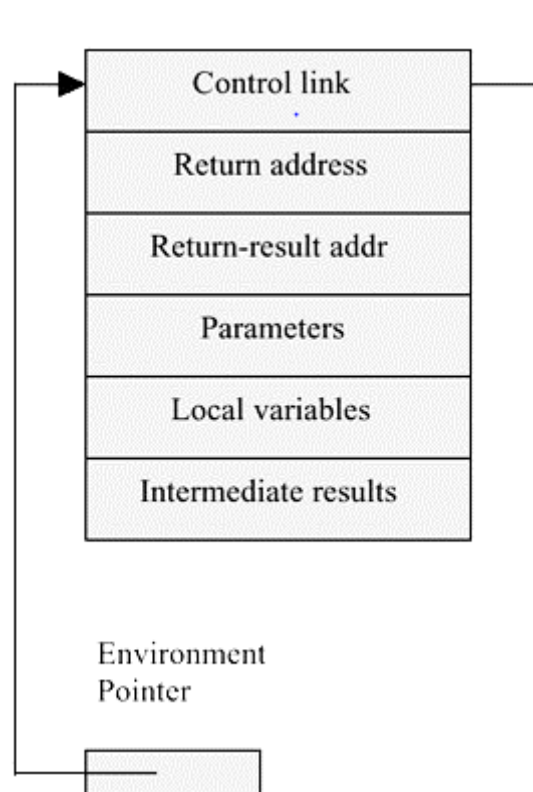 Control link
Return address
Return-result addr
Parameters
Local variables
Intermediate results
Environment
Pointer